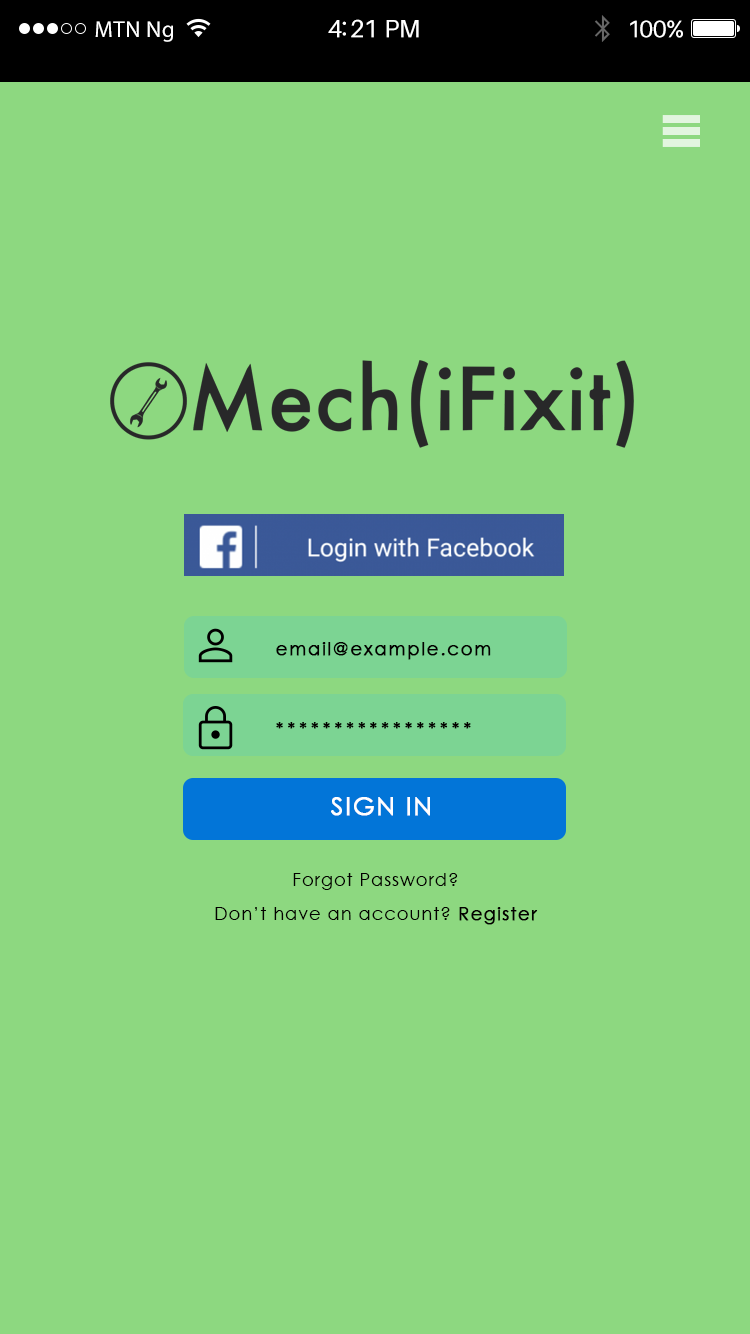 MTN Ng 4:21 PM 100%
Mech(iFixit)
Login with Facebook
email@example.com
*****************
SIGN IN
Forgot Password?
Don't have an account? Register